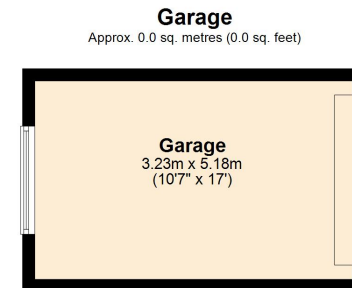 Garage
Approx. 0.0 sq. metres (0.0 sq. feet)
Garage
3.23m x 5.18m
(10'7" x 17')